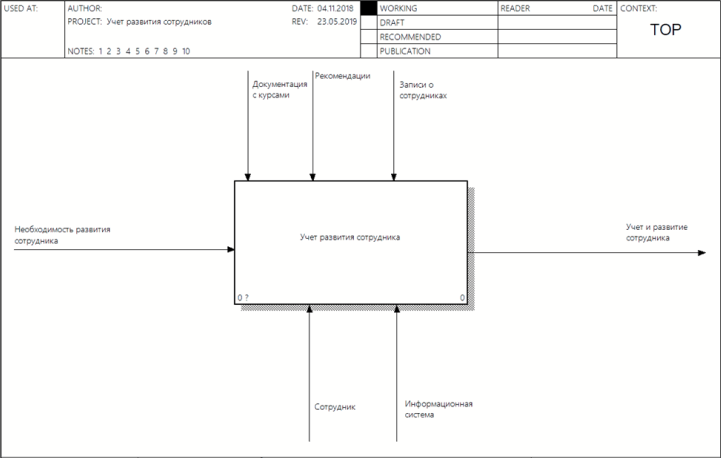 USED AT:
AUTHOR:
DATE: 04.11.2018
PROJECT: Учет развития сотрудников
REV: 23.05.2019
NOTES: 1 2 3 4 5 6 7 8 9 10
WORKING
DRAFT
RECOMMENDED
PUBLICATION
READER
DATE
CONTEXT:
TOP
Документация
с курсами
Рекомендации
Записи о
сотрудниках
Необходимость развития
сотрудника
Учет развития сотрудника
Учет и развитие
сотрудника
0 ?
0
Сотрудник
Информационная
система